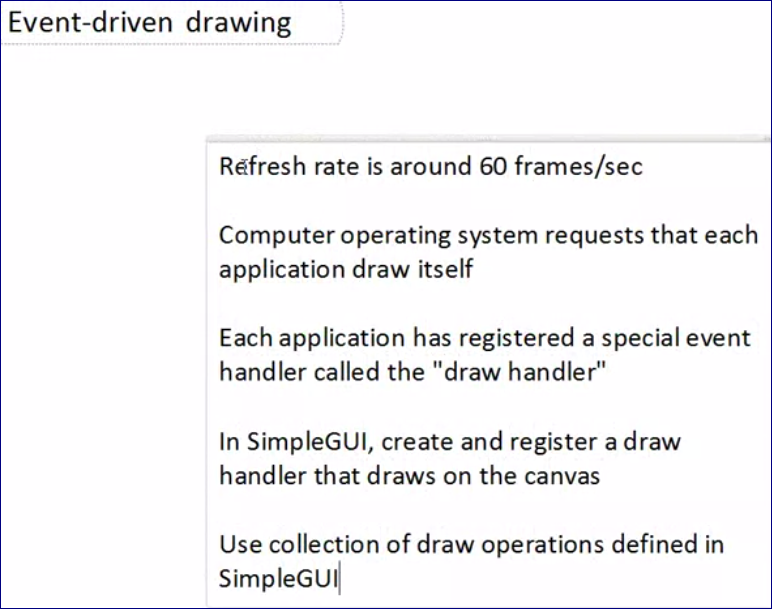 Event-driven drawing
Refresh rate is around 60 frames/sec
Computer operating system requests that each
application draw itself
Each application has registered a special event
handler called the "draw handler"
In SimpleGUI, create and register a draw
handler that draws on the canvas
Use collection of draw operations defined in
SimpleGUI